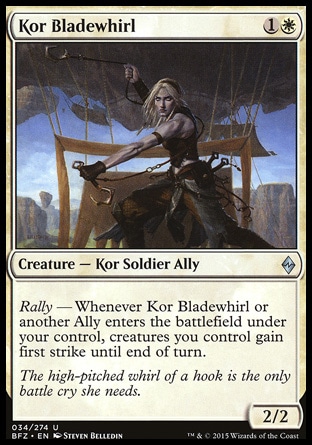 Kor Bladewhirl 1
Creature — Kor Soldier Ally
Rally — Whenever Kor Bladewhirl or
another Ally enters the battlefield under
your control, creatures you control gain
first strike until end of turn.
The high-pitched whirl of a hook is the only
battle cry she needs.
2/2
034/274 U
BFZ • EN Steven Belledin
™ & © 2015 Wizards of the Coast